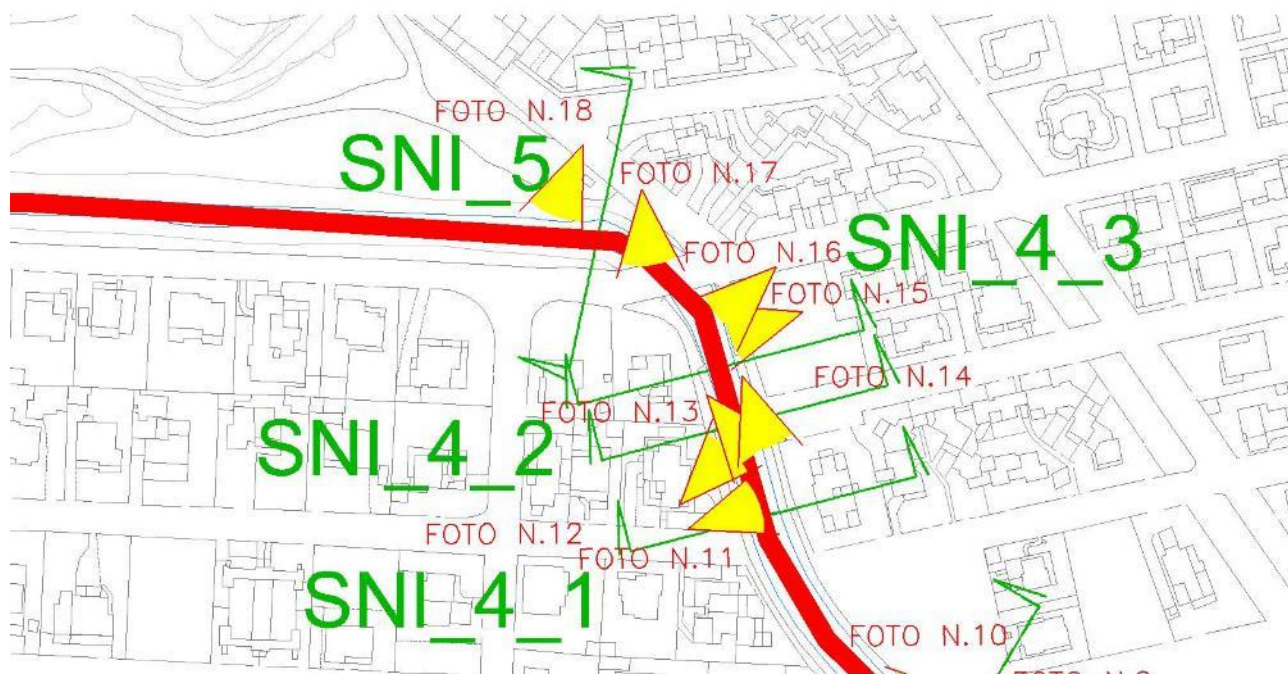 FOTO N.18
SNI_5
FOTO N.17
FOTO N.16
SNI_4_3
FOTO N.15
FOTO N.14
FOTO N.13
SNI_4_2
FOTO N.12
FOTO N.11
SNI_4_1
FOTO N.10